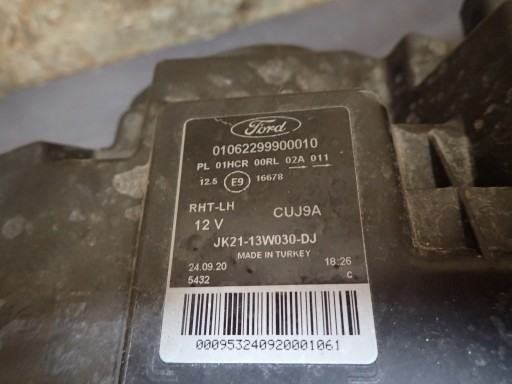 Ford
01062299900010
PL 01HCR 00RL 02A 011
12.5 E9 16678
RHT-LH CUJ9A
12 V
JK21-13W030-DJ
MADE IN TURKEY
24.09.20 18:26
5432 C
000953240920001061